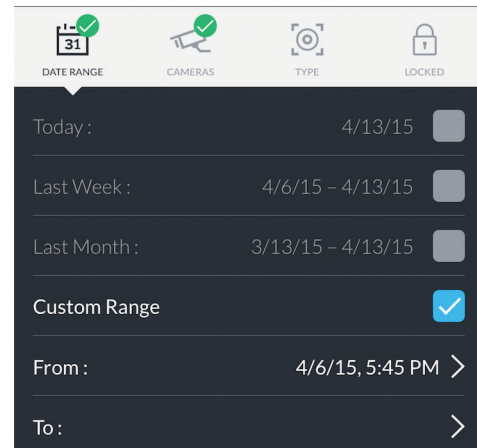 31
DATE RANGE CAMERAS TYPE LOCKED
Today : 4/13/15
Last Week : 4/6/15 – 4/13/15
Last Month : 3/13/15 – 4/13/15
Custom Range
From : 4/6/15, 5:45 PM
To :